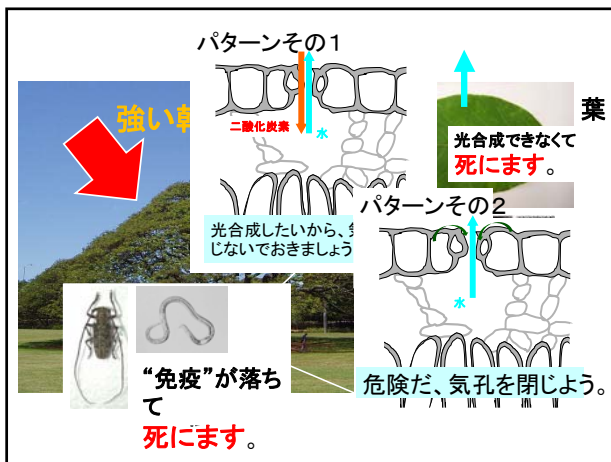 パターンその1
強い乾
二酸化炭素
水
葉
光合成できなくて
死にます。
光合成したいから、
じないでおきましょう
パターンその2
水
“免疫”が落ち
て
死にます。
危険だ、気孔を閉じよう。